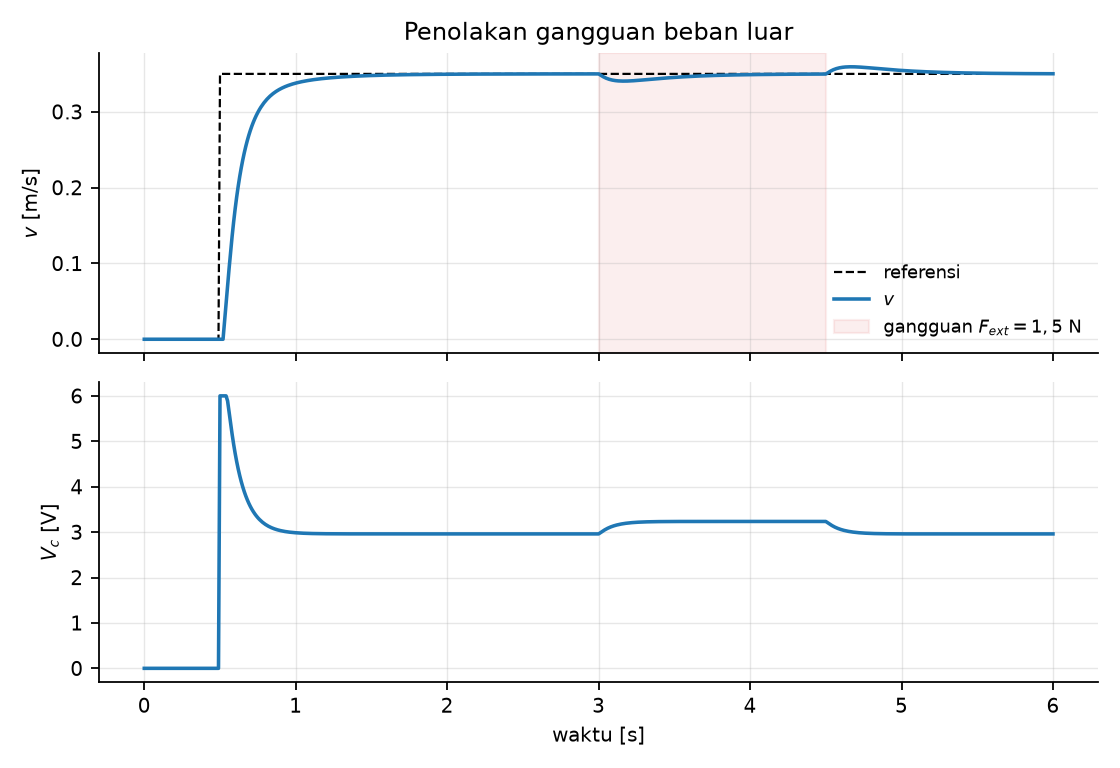 Penolakan gangguan beban luar
v [m/s]
0.3
0.2
0.1
0.0
referensi
v
gangguan F_ext = 1, 5 N
V_c [V]
6
5
4
3
2
1
0
0 1 2 3 4 5 6
waktu [s]